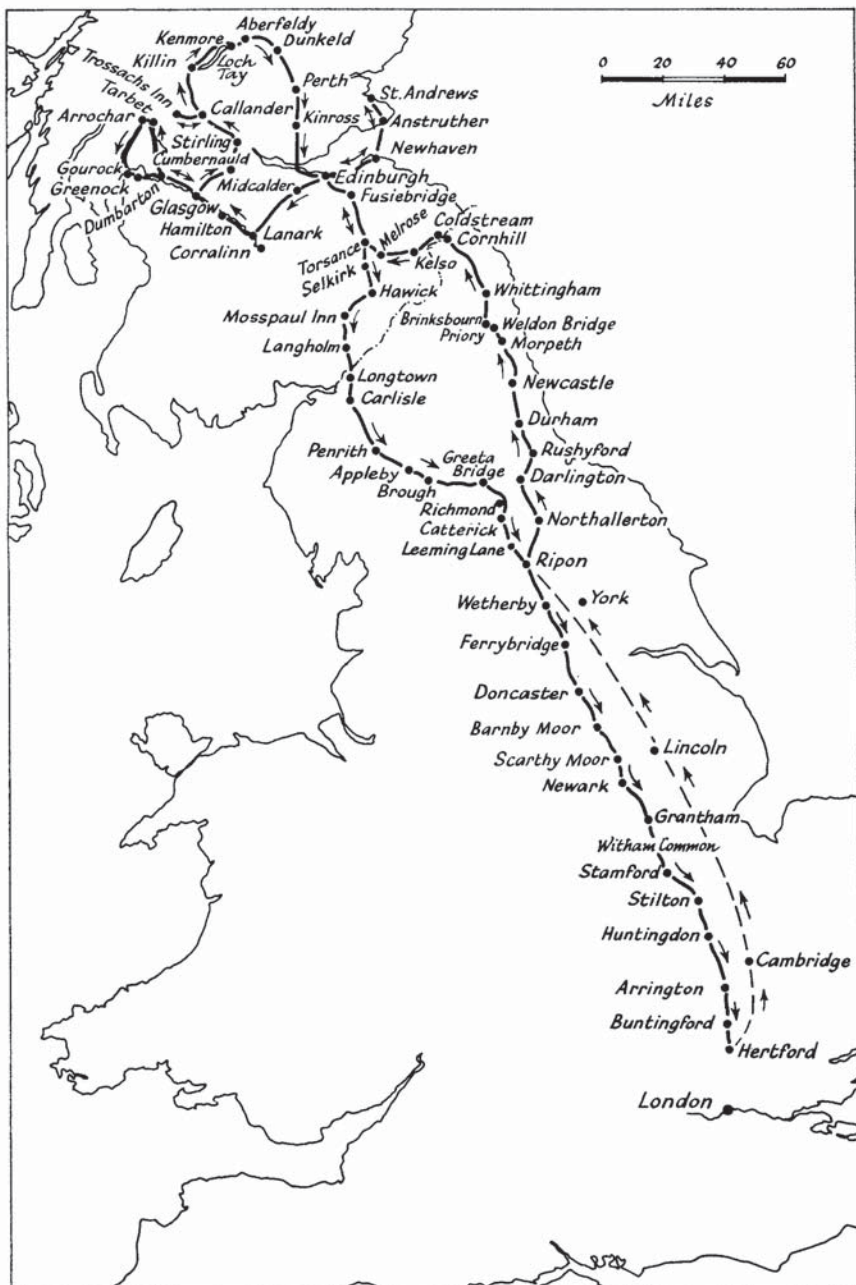 Aberfeldy
Kenmore
Dunkeld
Killin
Loch
Tay
Trossachs Inn
Tarbet
Perth
St. Andrews
Arrochar
Callander
Kinross
Anstruther
Stirling
Newhaven
Cumbernauld
Gourock
Greenock
Midcalder
Edinburgh
Dumbarton
Fusiebridge
Glasgow
Hamilton
Lanark
Corralinn
Coldstream
Cornhill
Melrose
Torsance
Kelso
Selkirk
Hawick
Whittingham
Mosspaul Inn
Brinksbourn
Priory
Weldon Bridge
Morpeth
Langholm
Longtown
Newcastle
Carlisle
Durham
Penrith
Greeta
Bridge
Rushyford
Appleby
Brough
Darlington
Richmond
Catterick
Northallerton
Leeming Lane
Ripon
Wetherby
York
Ferrybridge
Doncaster
Barnby Moor
Lincoln
Scarthy Moor
Newark
Grantham
Witham Common
Stamford
Stilton
Huntingdon
Cambridge
Arrington
Buntingford
Hertford
London
0 20 40 60
Miles